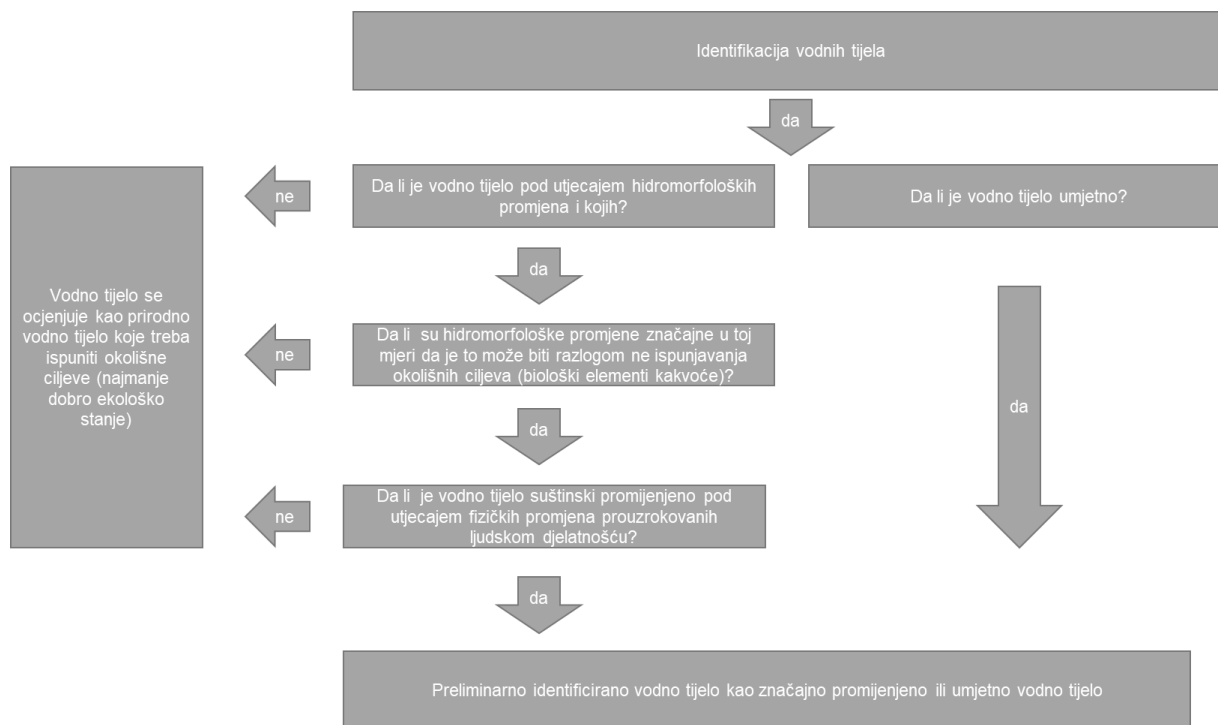 Identifikacija vodnih tijela
da
ne
Da li je vodno tijelo pod utjecajem hidromorfoloških
promjena i kojih?
Da li je vodno tijelo umjetno?
da
Vodno tijelo se
ocjenjuje kao prirodno
vodno tijelo koje treba
ispuniti okolišne
ciljeve (najmanje
dobro ekološko
stanje)
ne
Da li su hidromorfološke promjene značajne u toj
mjeri da je to može biti razlogom ne ispunjavanja
okolišnih ciljeva (biološki elementi kakvoće)?
da
da
ne
Da li je vodno tijelo suštinski promijenjeno pod
utjecajem fizičkih promjena prouzrokovanih
ljudskom djelatnošću?
da
Preliminarno identificirano vodno tijelo kao značajno promijenjeno ili umjetno vodno tijelo